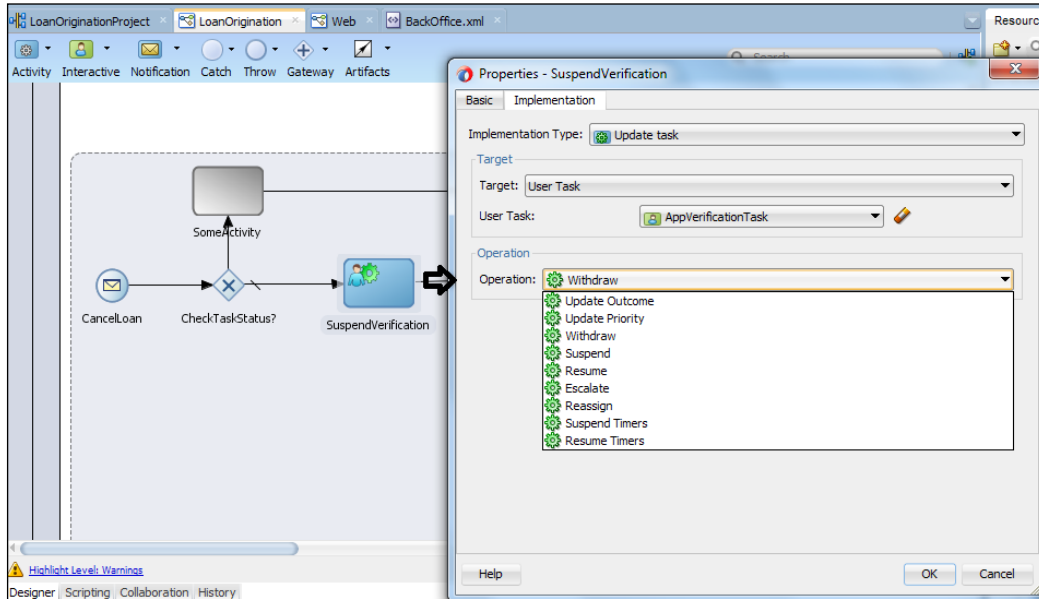 LoanOriginationProject LoanOrigination Web BackOffice.xml Resourc
Search
Activity Interactive Notification Catch Throw Gateway Artifacts
Properties - SuspendVerification
Basic Implementation
Implementation Type: Update task
Target
Target: User Task
User Task: AppVerificationTask
Operation
Operation: Withdraw
Update Outcome
Update Priority
Withdraw
Suspend
Resume
Escalate
Reassign
Suspend Timers
Resume Timers
Help OK Cancel
SomeActivity
CancelLoan CheckTaskStatus? SuspendVerification
Highlight Level: Warnings
Designer Scripting Collaboration History